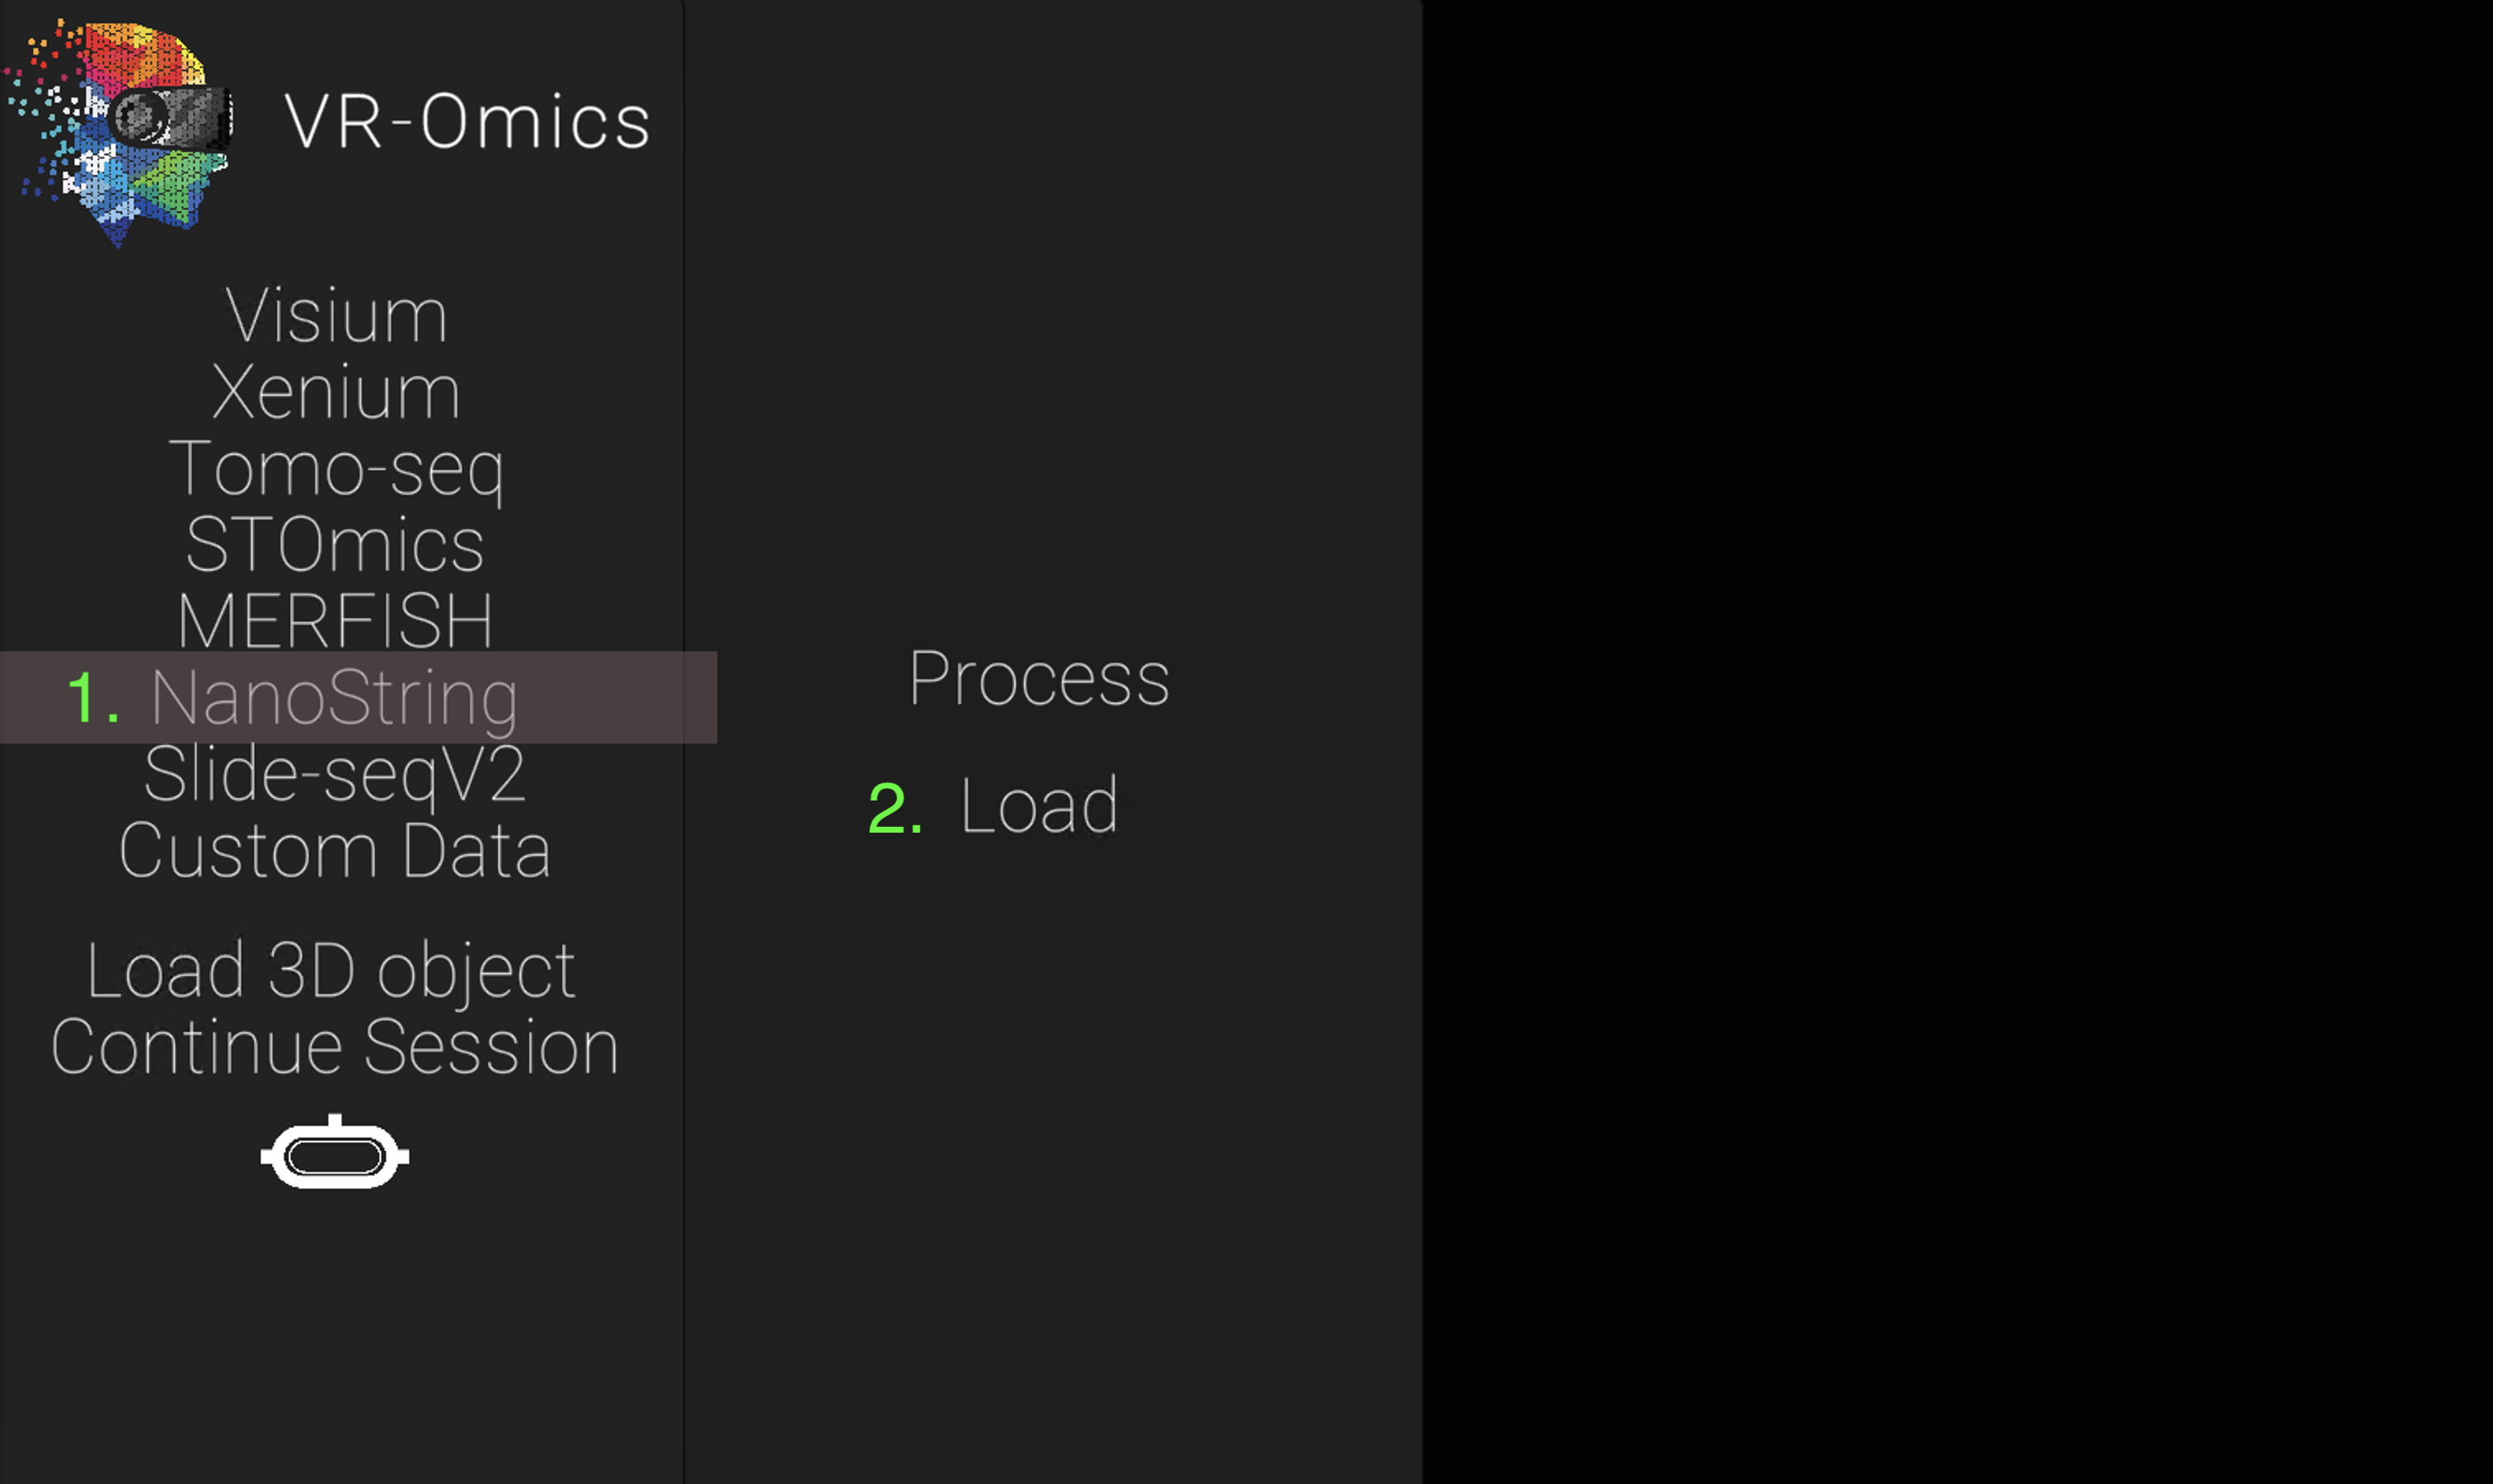 VR-Omics
Visium
Xenium
Tomo-seq
STOmics
MERFISH
1. NanoString
Slide-seqV2
Custom Data
Load 3D object
Continue Session
Process
2. Load